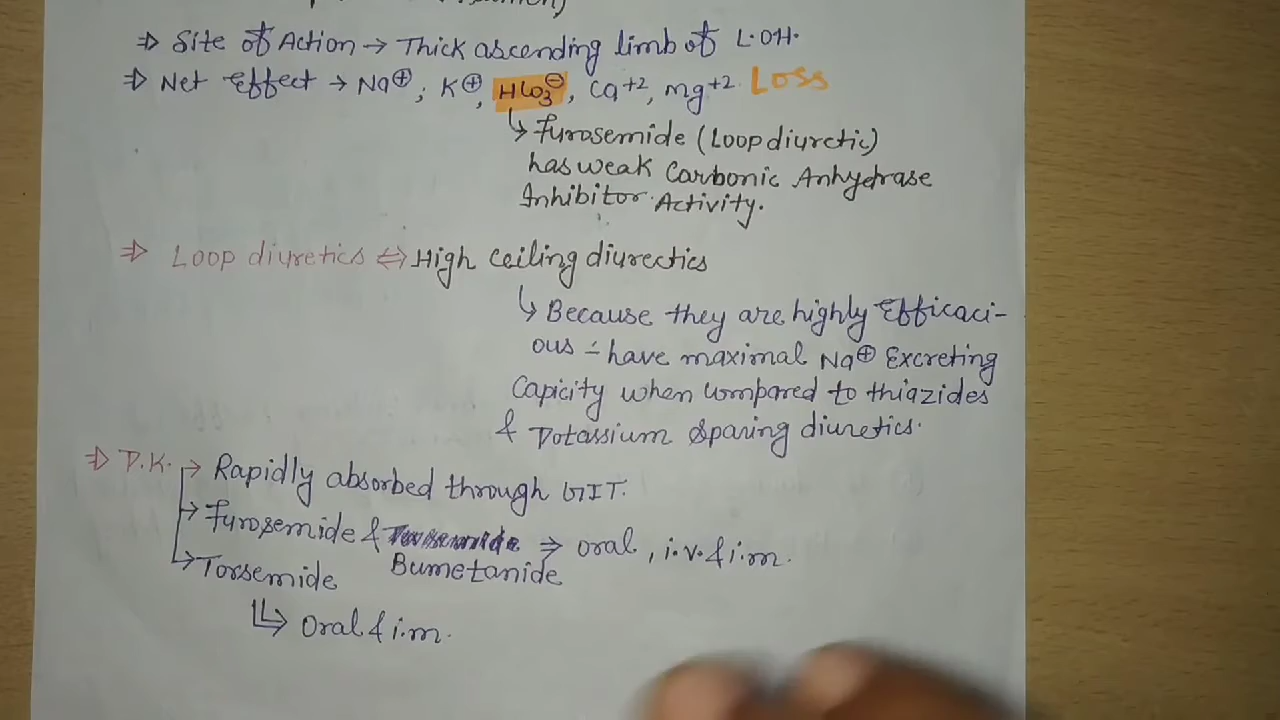 ⇒ Site of Action → Thick ascending limb of L.OH.
⇒ Net Effect → Na⊕; K⊕, HCO3⊖, Ca+2, mg+2. Loss
↳ Furosemide (Loop diuretic)
has weak Carbonic Anhydrase
Inhibitor Activity.
⇒ Loop diuretics ⇔ High ceiling diurectics
↳ Because they are highly Efficaci-
ous ÷ have maximal Na⊕ Excreting
Capicity when compared to thiazides
& Potassium Sparing diuretics.
⇒ P.K. → Rapidly absorbed through GIT.
→ Furosemide & Bumetanide ⇒ oral, i.v. & i.m.
→ Torsemide
↳ Oral & i.m.